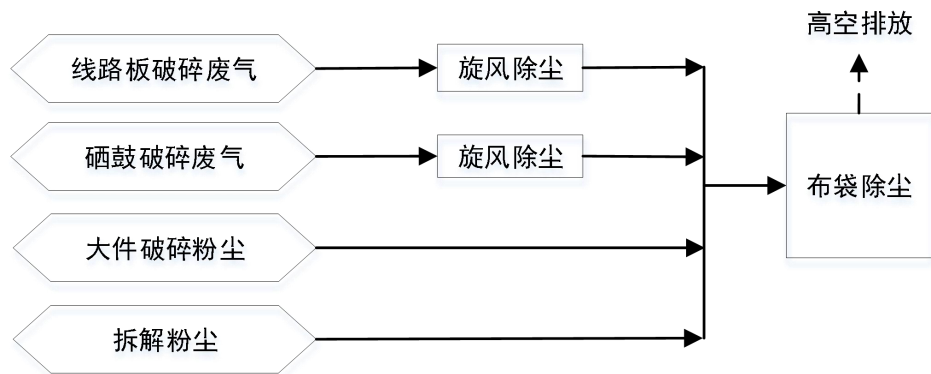 高空排放
线路板破碎废气
旋风除尘
硒鼓破碎废气
旋风除尘
布袋除尘
大件破碎粉尘
拆解粉尘